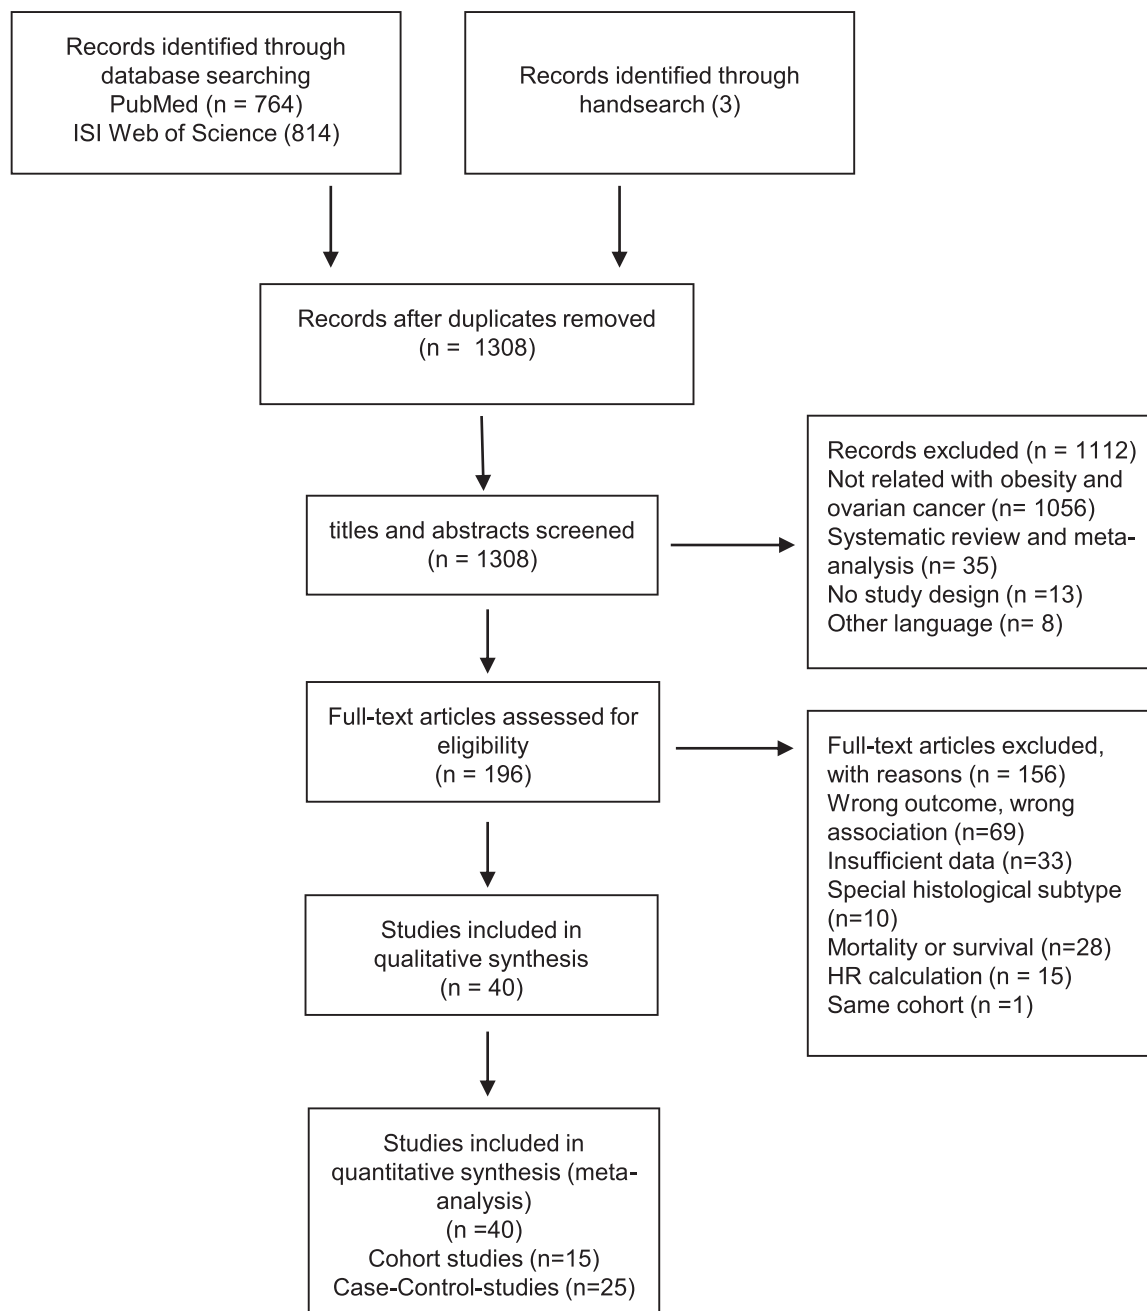 Records identified through
database searching
PubMed (n = 764)
ISI Web of Science (814)
Records identified through
handsearch (3)
Records after duplicates removed
(n = 1308)
titles and abstracts screened
(n = 1308)
Records excluded (n = 1112)
Not related with obesity and
ovarian cancer (n= 1056)
Systematic review and meta-
analysis (n= 35)
No study design (n =13)
Other language (n= 8)
Full-text articles assessed for
eligibility
(n = 196)
Full-text articles excluded,
with reasons (n = 156)
Wrong outcome, wrong
association (n=69)
Insufficient data (n=33)
Special histological subtype
(n=10)
Mortality or survival (n=28)
HR calculation (n = 15)
Same cohort (n =1)
Studies included in
qualitative synthesis
(n = 40)
Studies included in
quantitative synthesis (meta-
analysis)
(n =40)
Cohort studies (n=15)
Case-Control-studies (n=25)